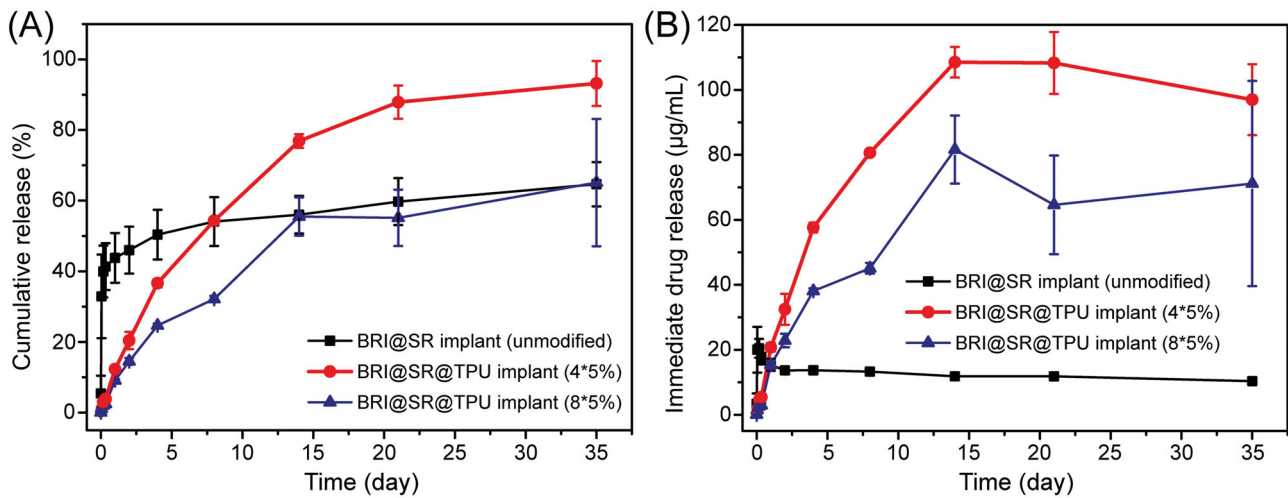 (A)
Cumulative release (%)
120
100
80
60
40
20
0
BRI@SR implant (unmodified)
BRI@SR@TPU implant (4*5%)
BRI@SR@TPU implant (8*5%)
0 5 10 15 20 25 30 35
Time (day)
(B)
Immediate drug release (µg/mL)
120
100
80
60
40
20
0
BRI@SR implant (unmodified)
BRI@SR@TPU implant (4*5%)
BRI@SR@TPU implant (8*5%)
0 5 10 15 20 25 30 35
Time (day)